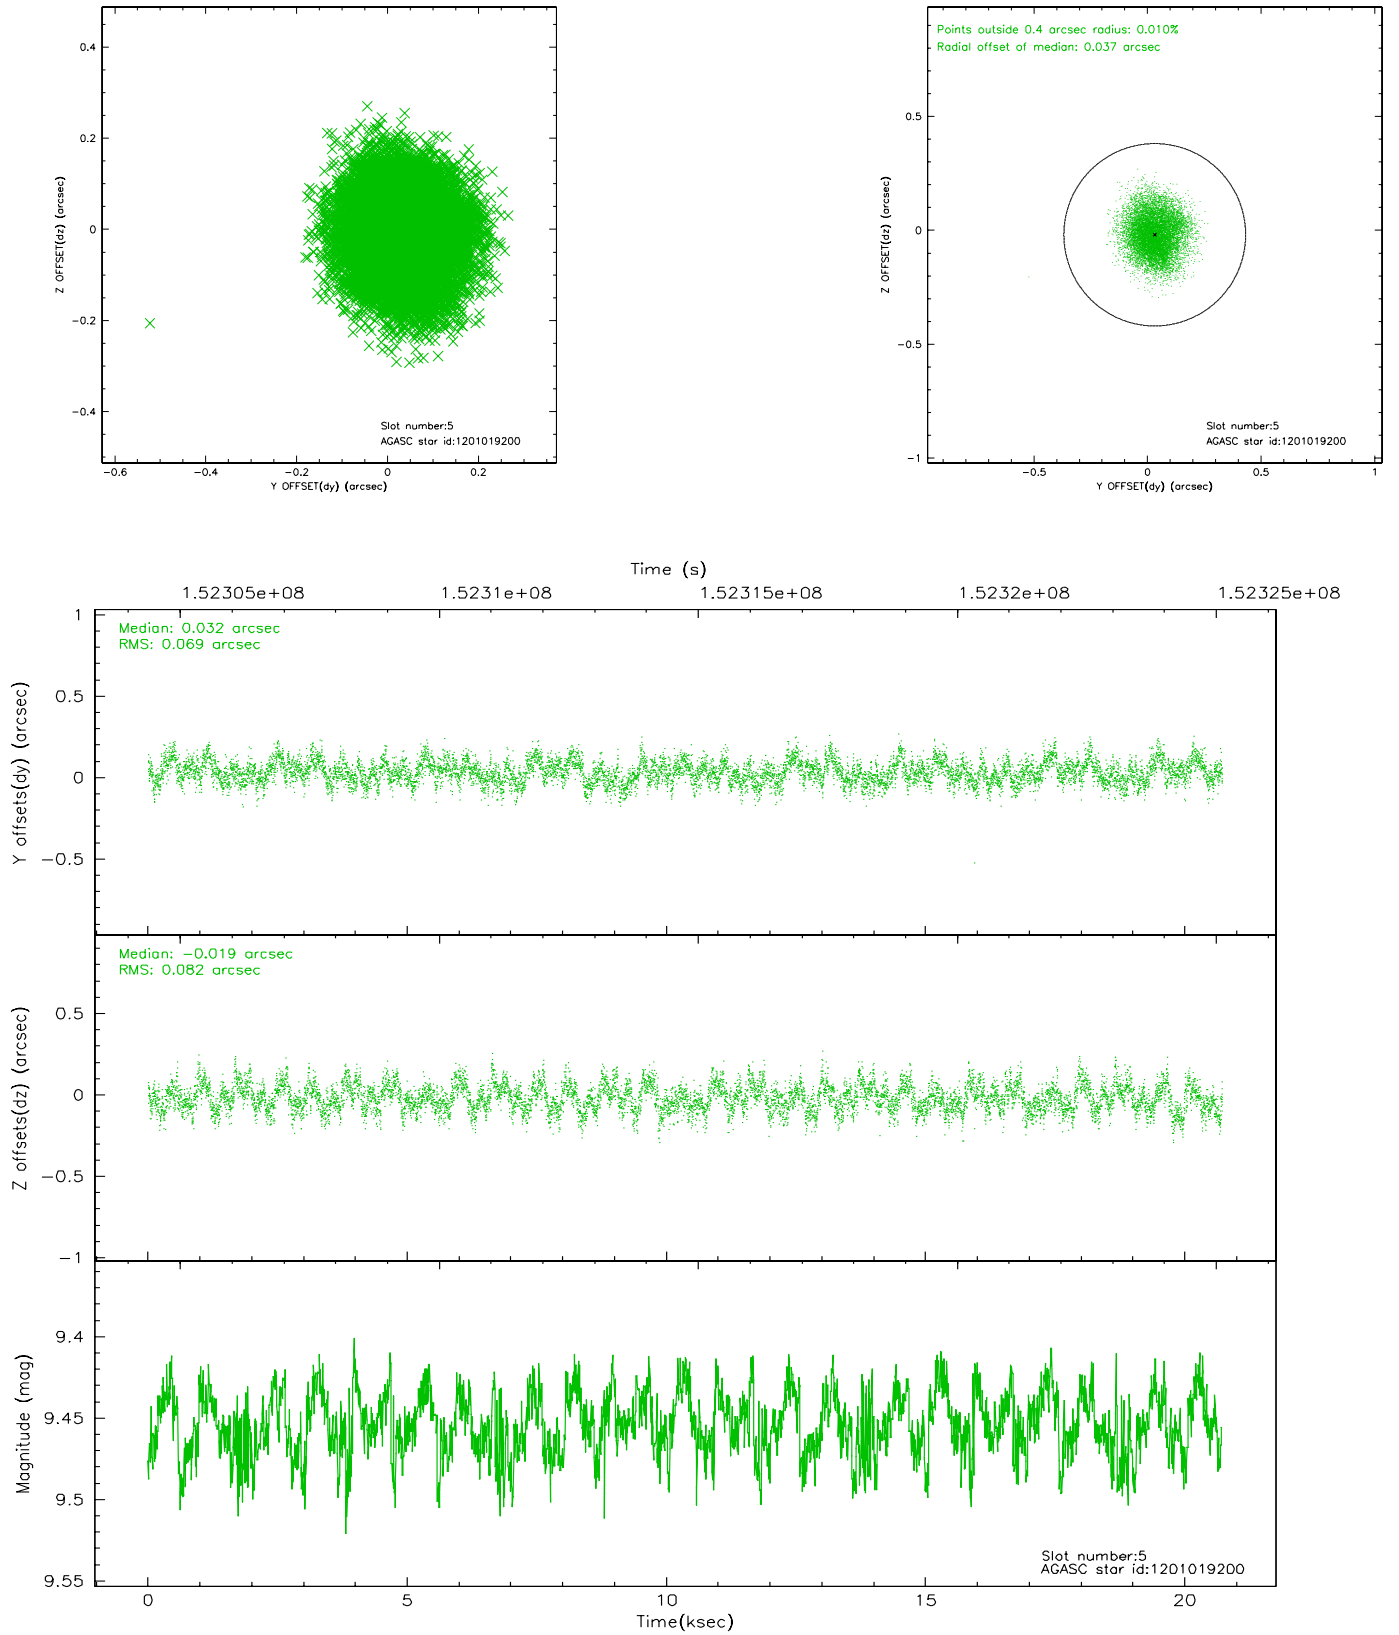 0.4
0.2
0
−0.2
−0.4
Z OFFSET(dz) (arcsec)
Slot number:5
AGASC star id:1201019200
−0.6
−0.4
−0.2
0
0.2
Y OFFSET(dy) (arcsec)
Points outside 0.4 arcsec radius: 0.010%
Radial offset of median: 0.037 arcsec
0.5
0
−0.5
−1
Z OFFSET(dz) (arcsec)
Slot number:5
AGASC star id:1201019200
−0.5
0
0.5
1
Y OFFSET(dy) (arcsec)
Time (s)
1.52305e+08
1.5231e+08
1.52315e+08
1.5232e+08
1.52325e+08
Median: 0.032 arcsec
RMS: 0.069 arcsec
1
0.5
0
−0.5
Y offsets(dy) (arcsec)
Median: −0.019 arcsec
RMS: 0.082 arcsec
0.5
0
−0.5
−1
Z offsets(dz) (arcsec)
9.4
9.45
9.5
9.55
Magnitude (mag)
Slot number:5
AGASC star id:1201019200
0
5
10
15
20
Time(ksec)